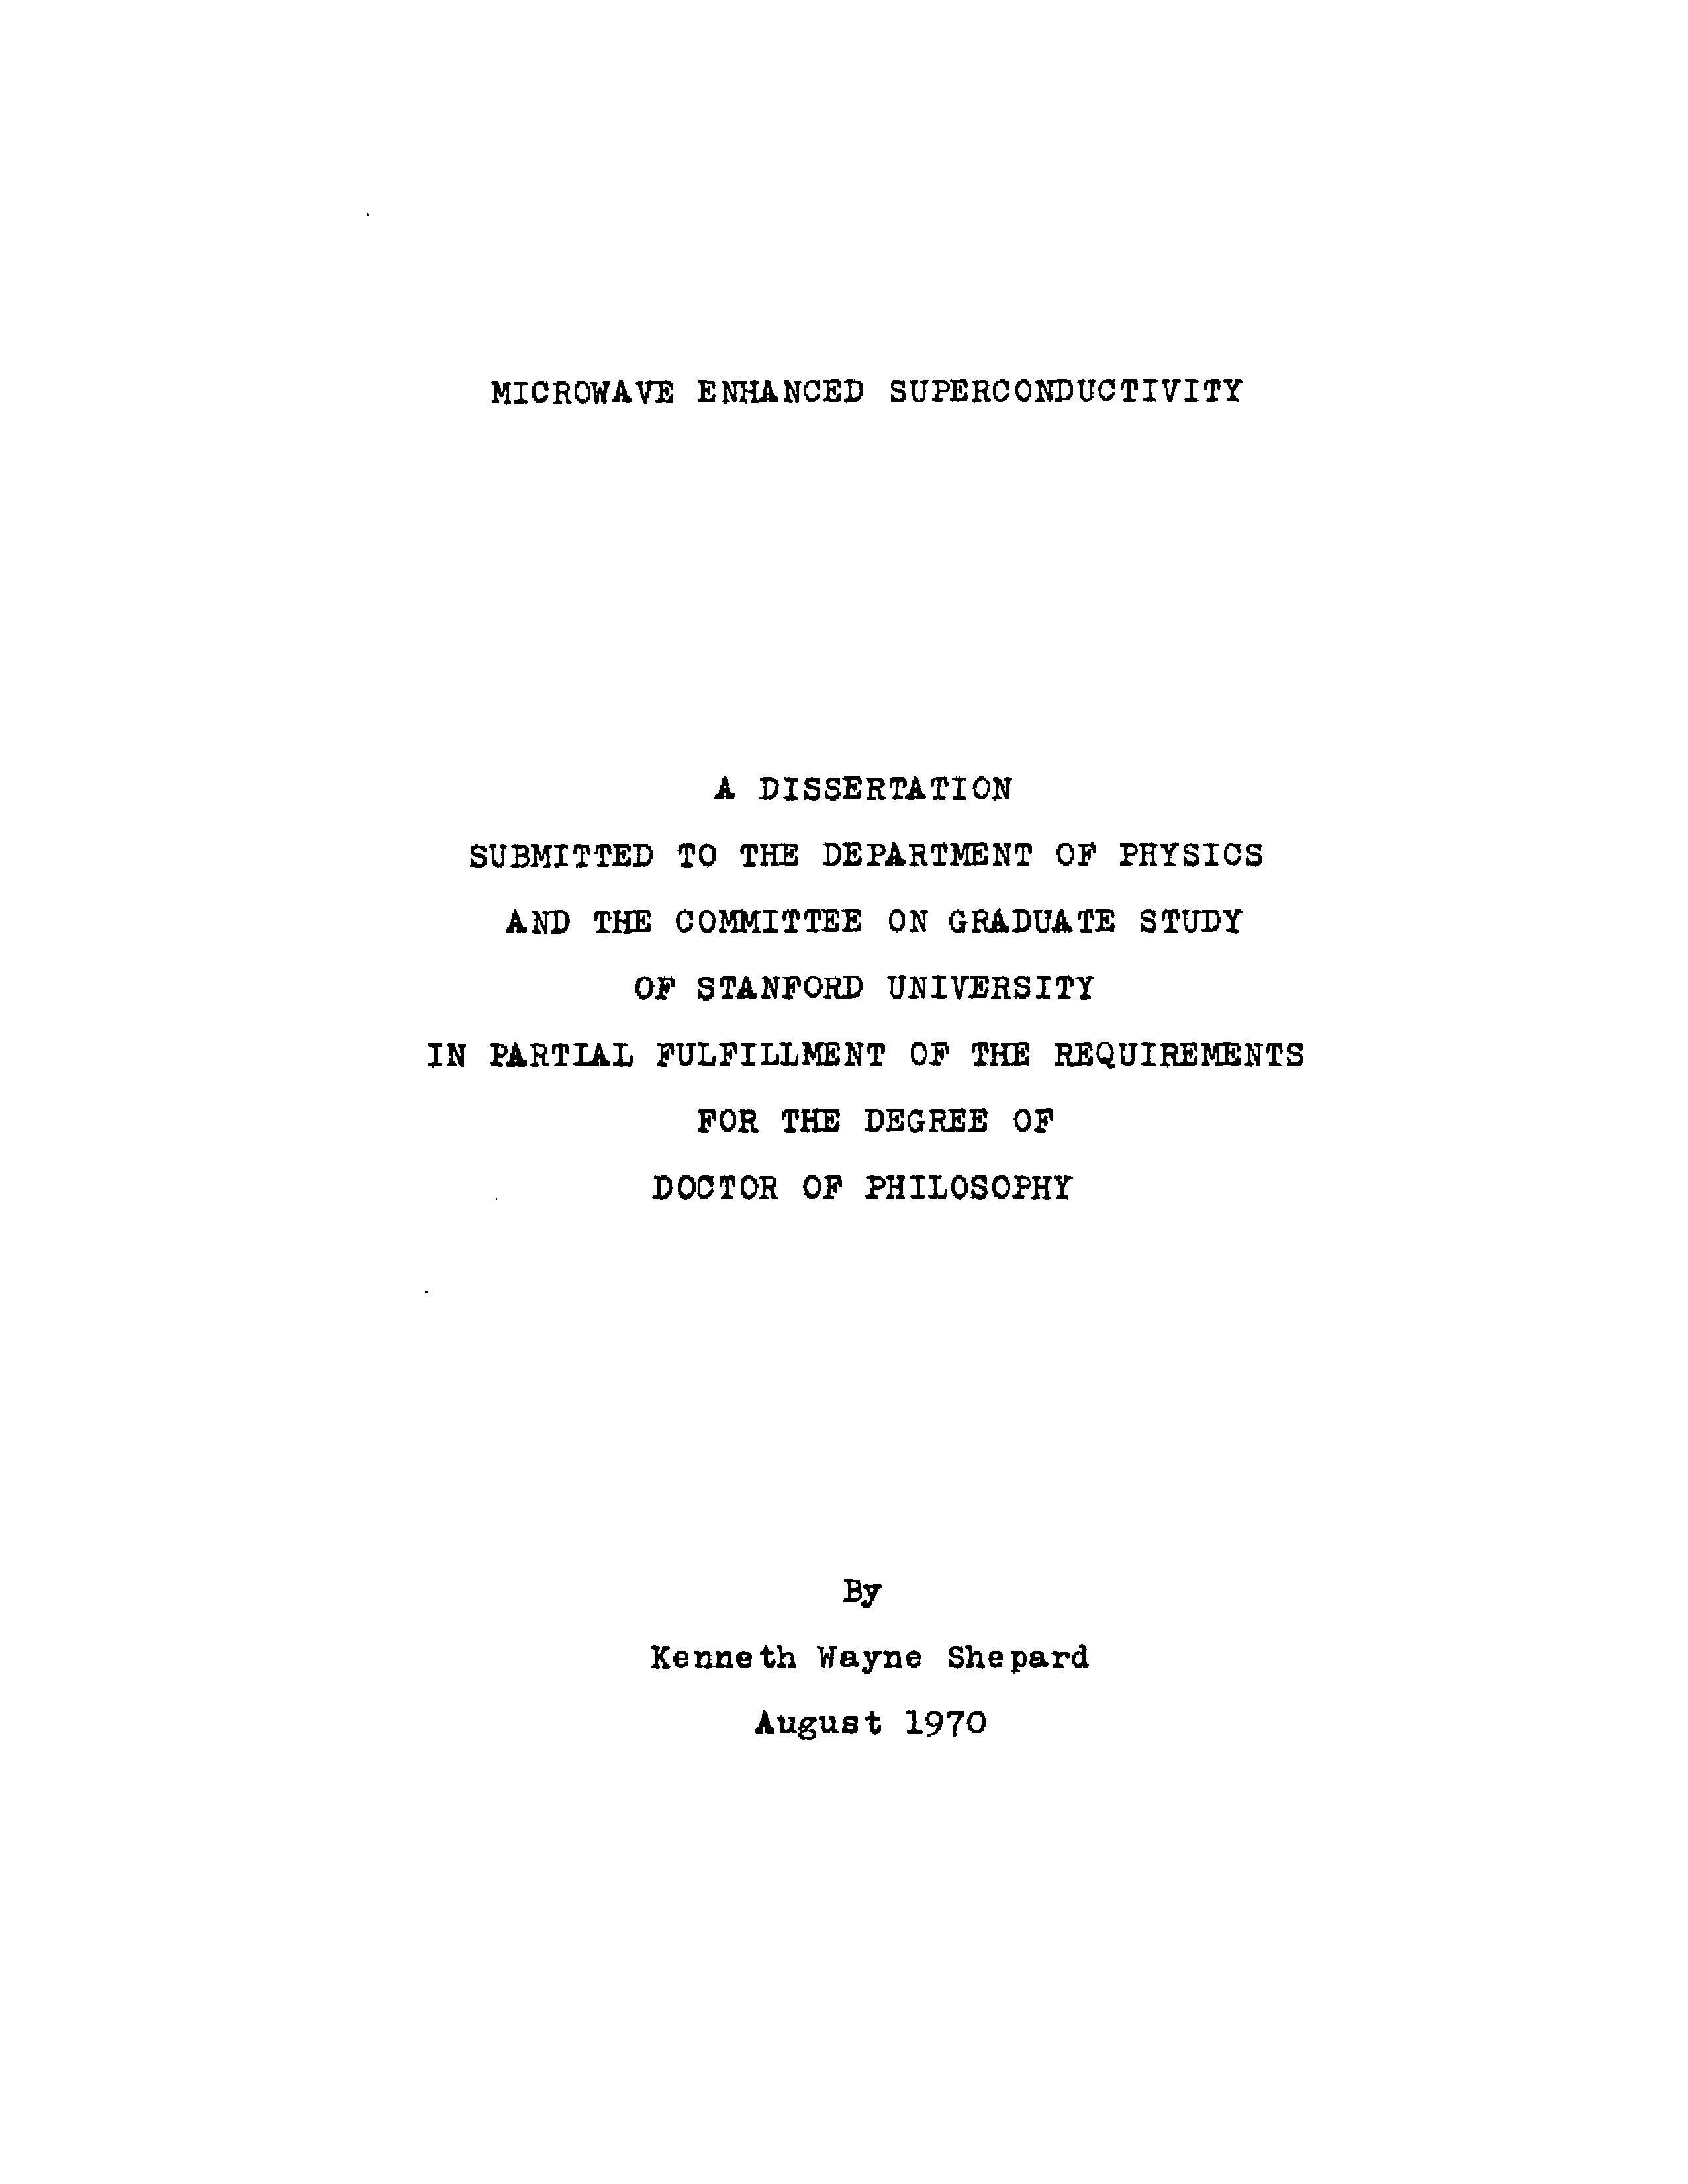 MICROWAVE ENHANCED SUPERCONDUCTIVITY
A DISSERTATION
SUBMITTED TO THE DEPARTMENT OF PHYSICS
AND THE COMMITTEE ON GRADUATE STUDY
OF STANFORD UNIVERSITY
IN PARTIAL FULFILLMENT OF THE REQUIREMENTS
FOR THE DEGREE OF
DOCTOR OF PHILOSOPHY
By
Kenneth Wayne Shepard
August 1970